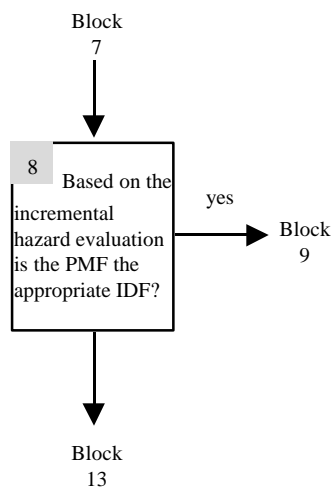 Block
7
8
Based on the
incremental
hazard evaluation
is the PMF the
appropriate IDF?
yes
Block
9
Block
13